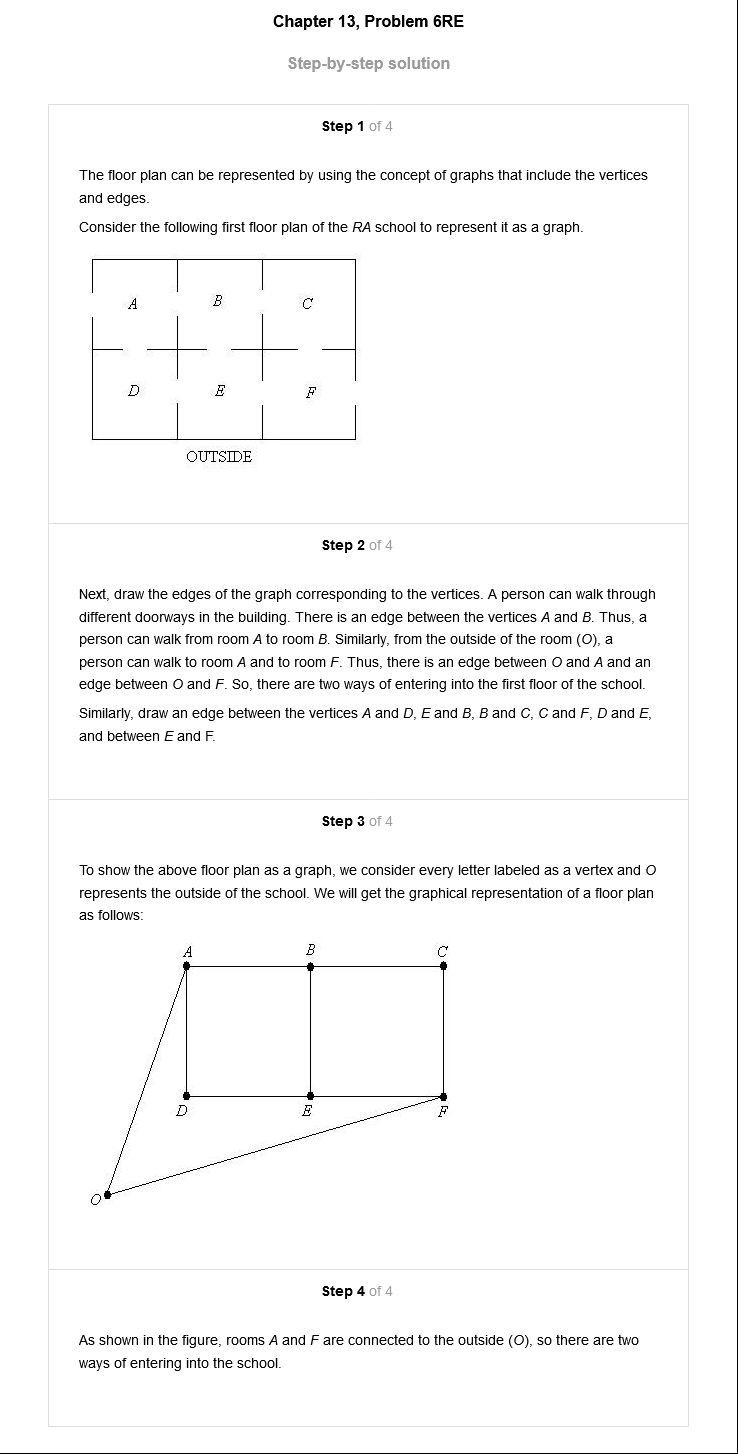 Chapter 13, Problem 6RE
Step-by-step solution
Step 1 of 4
The floor plan can be represented by using the concept of graphs that include the vertices
and edges.
Consider the following first floor plan of the RA school to represent it as a graph.
A B C
D E F
OUTSIDE
Step 2 of 4
Next, draw the edges of the graph corresponding to the vertices. A person can walk through
different doorways in the building. There is an edge between the vertices A and B. Thus, a
person can walk from room A to room B. Similarly, from the outside of the room (O), a
person can walk to room A and to room F. Thus, there is an edge between O and A and an
edge between O and F. So, there are two ways of entering into the first floor of the school.
Similarly, draw an edge between the vertices A and D, E and B, B and C, C and F, D and E,
and between E and F.
Step 3 of 4
To show the above floor plan as a graph, we consider every letter labeled as a vertex and O
represents the outside of the school. We will get the graphical representation of a floor plan
as follows:
A B C
D E F
O
Step 4 of 4
As shown in the figure, rooms A and F are connected to the outside (O), so there are two
ways of entering into the school.